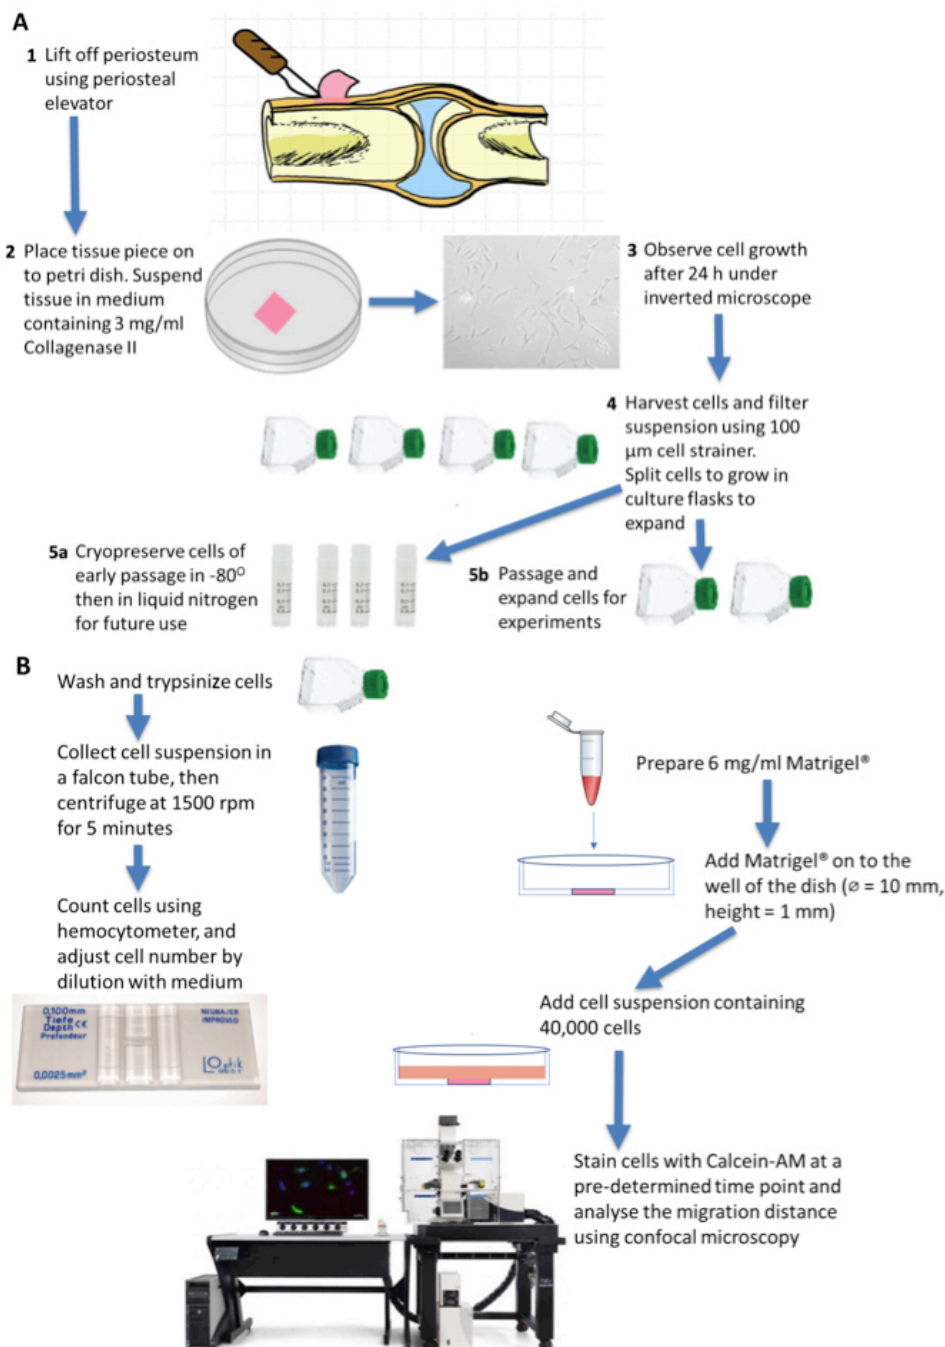 A
1 Lift off periosteum
using periosteal
elevator
2 Place tissue piece on
to petri dish. Suspend
tissue in medium
containing 3 mg/ml
Collagenase II
3 Observe cell growth
after 24 h under
inverted microscope
4 Harvest cells and filter
suspension using 100
µm cell strainer.
Split cells to grow in
culture flasks to
expand
5a Cryopreserve cells of
early passage in -80⁰
then in liquid nitrogen
for future use
5b Passage and
expand cells for
experiments
B
Wash and trypsinize cells
Collect cell suspension in
a falcon tube, then
centrifuge at 1500 rpm
for 5 minutes
Count cells using
hemocytometer, and
adjust cell number by
dilution with medium
0,100mm
Tiefe
Depth CE
Profondeur
0,0025mm²
NEUBAUER
IMPROVED
Optik
Labor
Prepare 6 mg/ml Matrigel®
Add Matrigel® on to the
well of the dish (⌀ = 10 mm,
height = 1 mm)
Add cell suspension containing
40,000 cells
Stain cells with Calcein-AM at a
pre-determined time point and
analyse the migration distance
using confocal microscopy